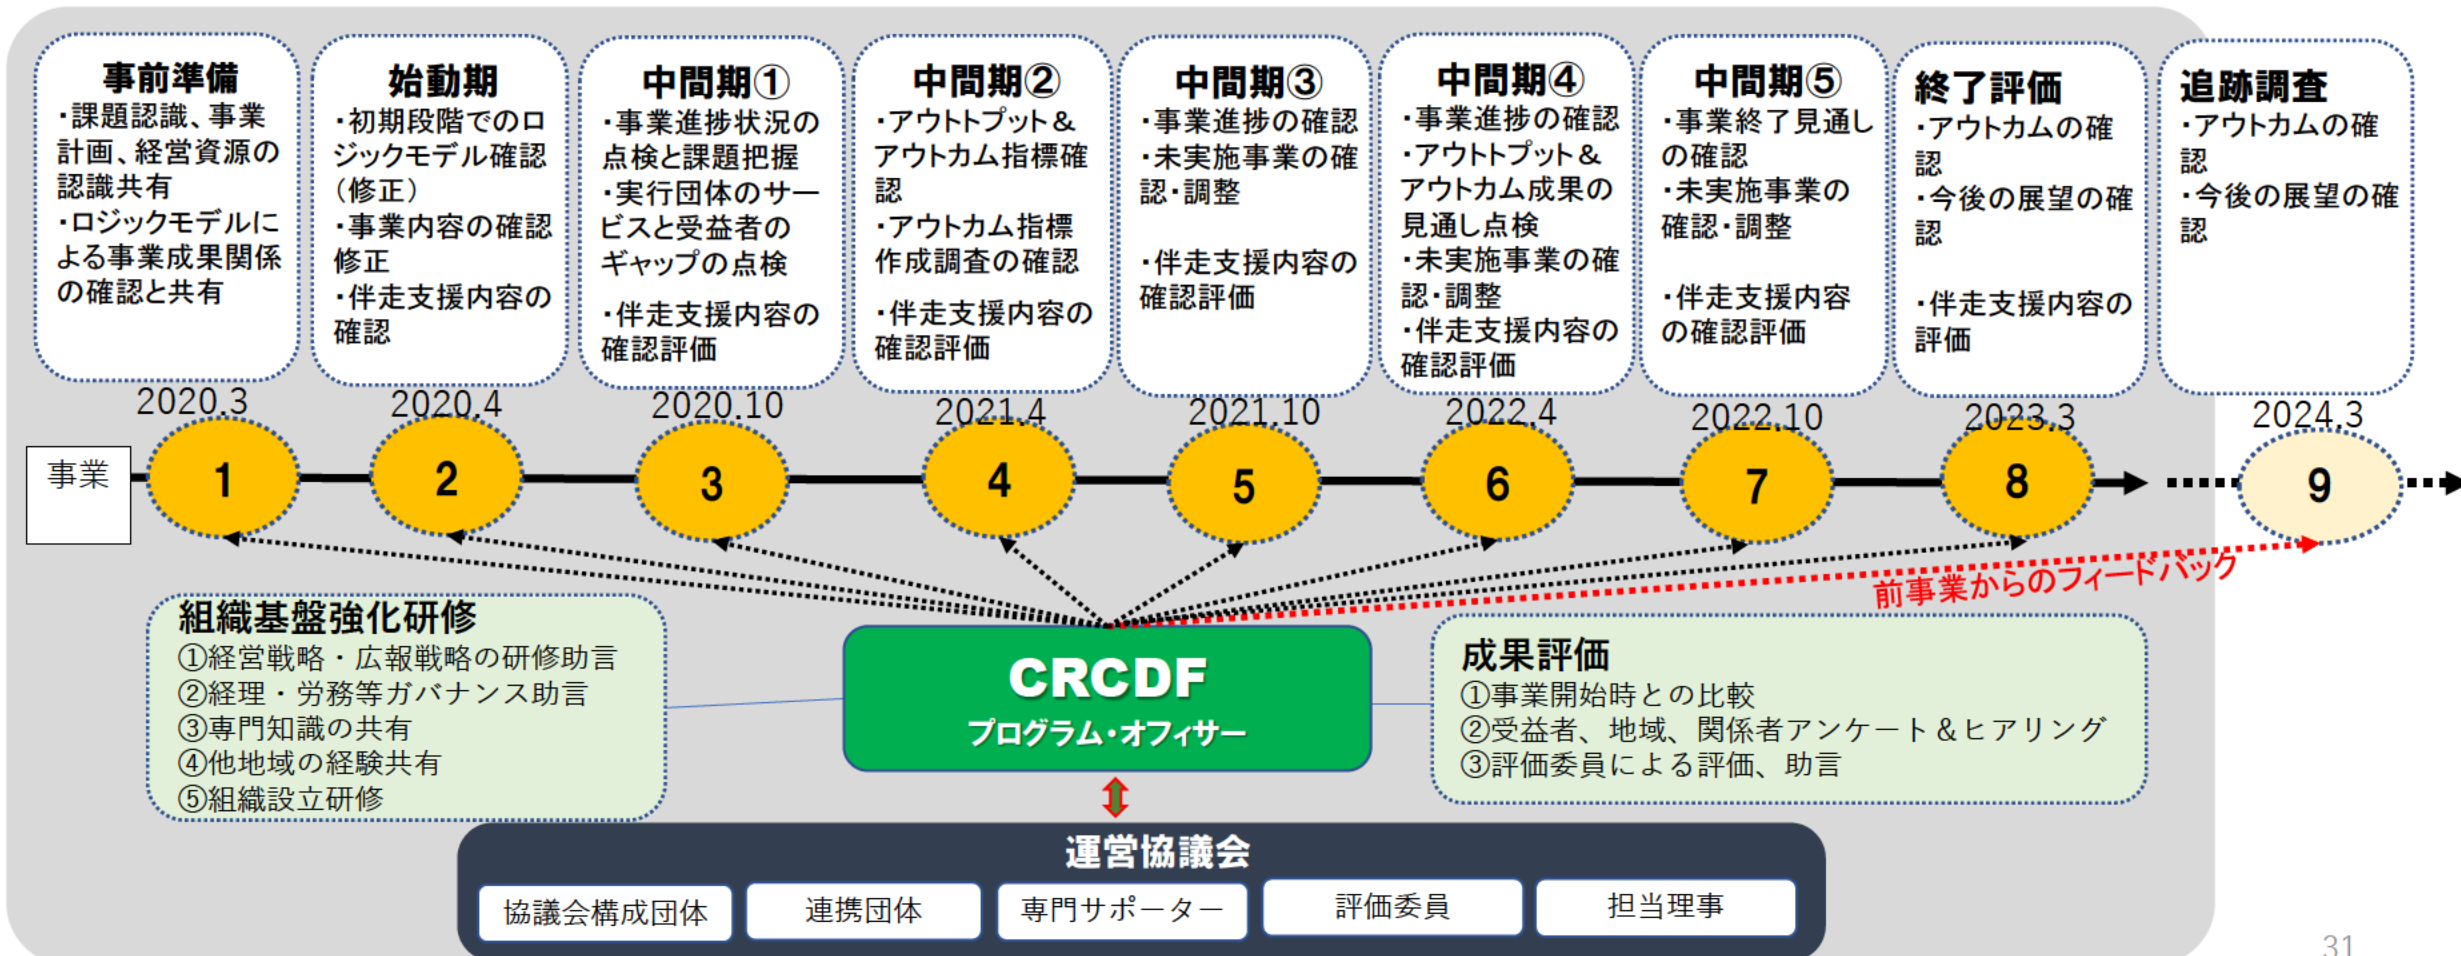 事前準備
・課題認識、事業
計画、経営資源の
認識共有
・ロジックモデルに
よる事業成果関係
の確認と共有
始動期
・初期段階でのロ
ジックモデル確認
（修正）
・事業内容の確認
修正
・伴走支援内容の
確認
中間期①
・事業進捗状況の
点検と課題把握
・実行団体のサー
ビスと受益者の
ギャップの点検
・伴走支援内容の
確認評価
中間期②
・アウトトプット＆
アウトカム指標確
認
・アウトカム指標
作成調査の確認
・伴走支援内容の
確認評価
中間期③
・事業進捗の確認
・未実施事業の確
認・調整
・伴走支援内容の
確認評価
中間期④
・事業進捗の確認
・アウトトプット＆
アウトカム成果の
見通し点検
・未実施事業の確
認・調整
・伴走支援内容の
確認評価
中間期⑤
・事業終了見通し
の確認
・未実施事業の
確認・調整
・伴走支援内容
の確認評価
終了評価
・アウトカムの確
認
・今後の展望の確
認
・伴走支援内容の
評価
追跡調査
・アウトカムの確
認
・今後の展望の確
認
2020.3
2020.4
2020.10
2021.4
2021.10
2022.4
2022.10
2023.3
2024.3
事業
1
2
3
4
5
6
7
8
9
前事業からのフィードバック
組織基盤強化研修
①経営戦略・広報戦略の研修助言
②経理・労務等ガバナンス助言
③専門知識の共有
④他地域の経験共有
⑤組織設立研修
CRCDF
プログラム・オフィサー
成果評価
①事業開始時との比較
②受益者、地域、関係者アンケート＆ヒアリング
③評価委員による評価、助言
運営協議会
協議会構成団体
連携団体
専門サポーター
評価委員
担当理事
31